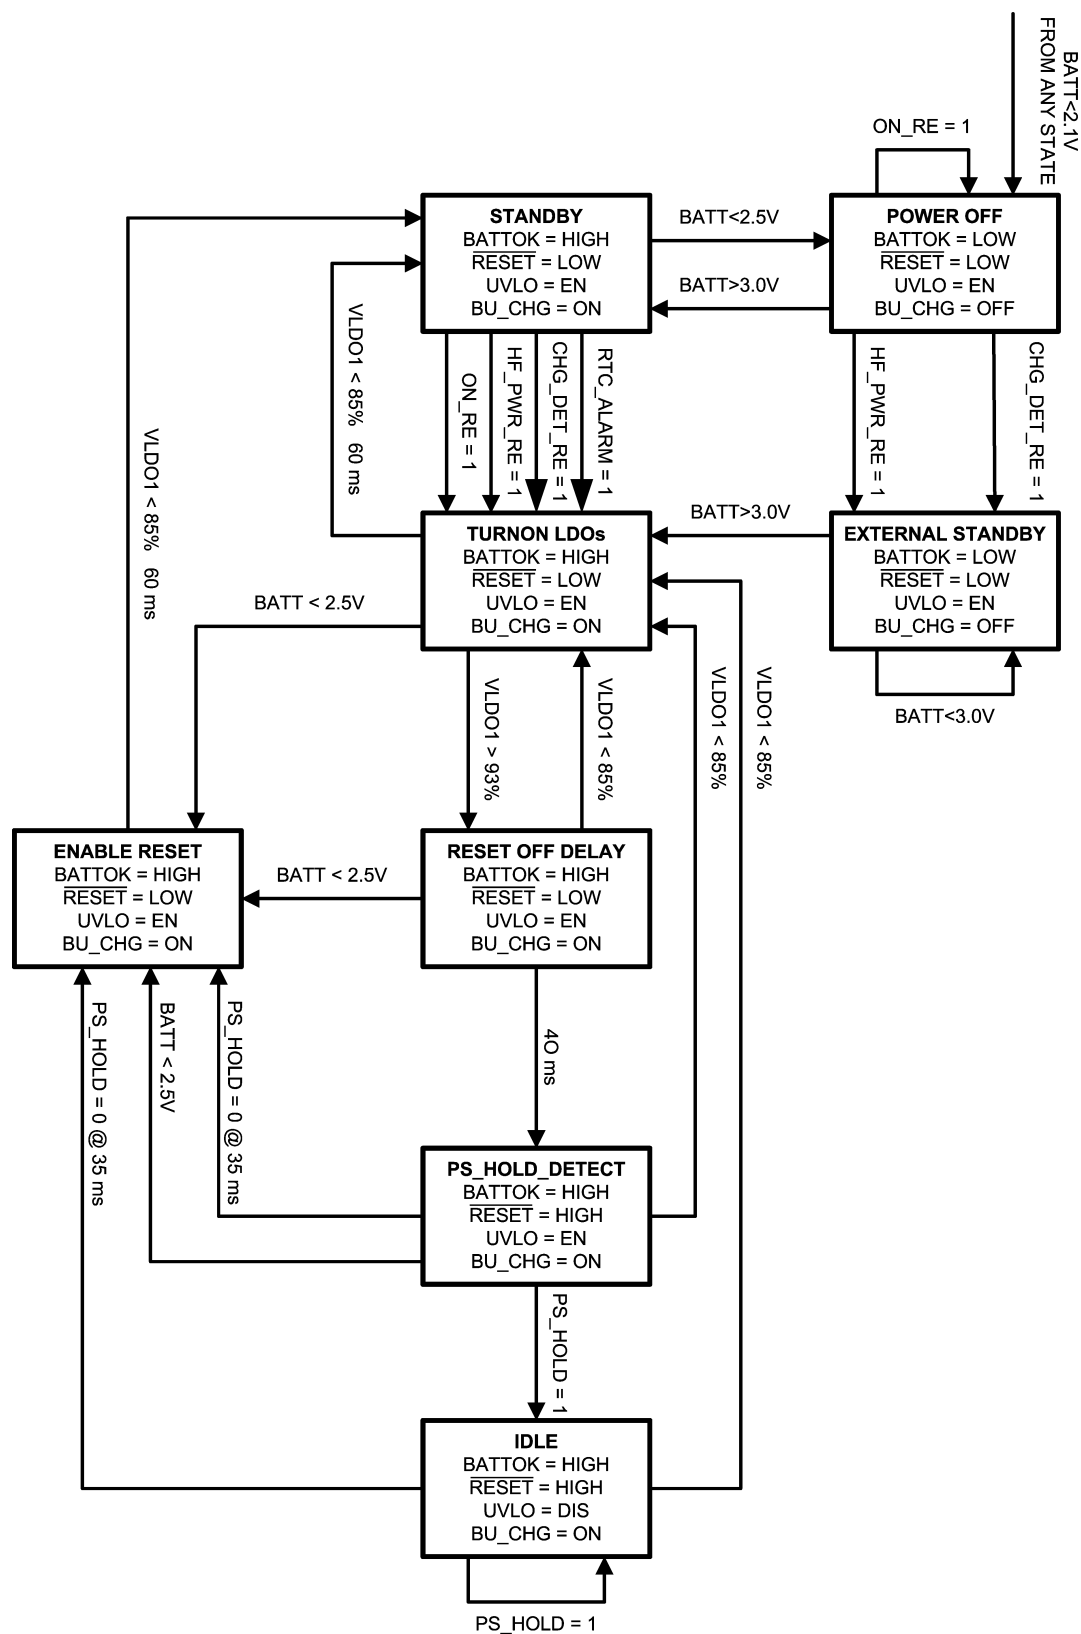 BATT<2.1V
FROM ANY STATE
ON_RE = 1
STANDBY
BATTOK = HIGH
RESET = LOW
UVLO = EN
BU_CHG = ON
BATT<2.5V
BATT>3.0V
POWER OFF
BATTOK = LOW
RESET = LOW
UVLO = EN
BU_CHG = OFF
VLDO1 < 85% 60 ms
VLDO1 < 85% 60 ms
ON_RE = 1
HF_PWR_RE = 1
CHG_DET_RE = 1
RTC_ALARM = 1
HF_PWR_RE = 1
CHG_DET_RE = 1
TURNON LDOs
BATTOK = HIGH
RESET = LOW
UVLO = EN
BU_CHG = ON
BATT>3.0V
EXTERNAL STANDBY
BATTOK = LOW
RESET = LOW
UVLO = EN
BU_CHG = OFF
BATT<3.0V
BATT < 2.5V
VLDO1 > 93%
VLDO1 < 85%
VLDO1 < 85%
VLDO1 < 85%
ENABLE RESET
BATTOK = HIGH
RESET = LOW
UVLO = EN
BU_CHG = ON
BATT < 2.5V
RESET OFF DELAY
BATTOK = HIGH
RESET = LOW
UVLO = EN
BU_CHG = ON
PS_HOLD = 0 @ 35 ms
BATT < 2.5V
PS_HOLD = 0 @ 35 ms
4O ms
PS_HOLD_DETECT
BATTOK = HIGH
RESET = HIGH
UVLO = EN
BU_CHG = ON
PS_HOLD = 1
IDLE
BATTOK = HIGH
RESET = HIGH
UVLO = DIS
BU_CHG = ON
PS_HOLD = 1